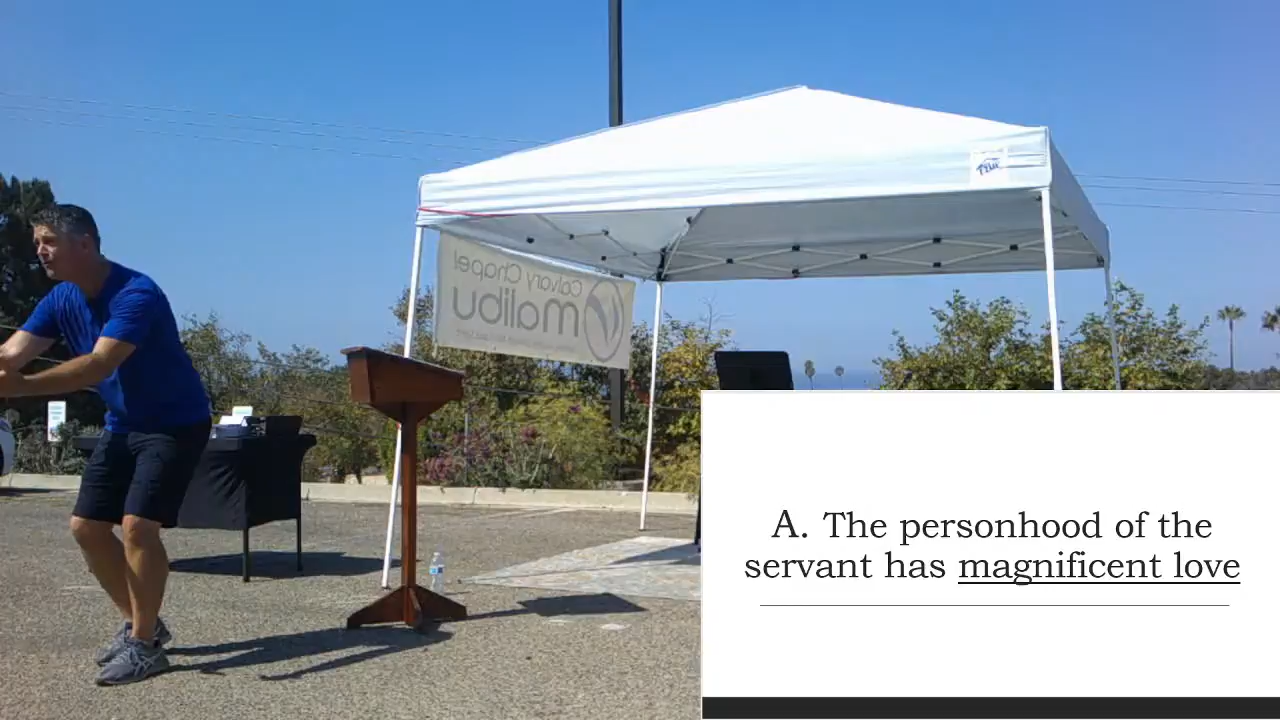 Calvary Chapel
Malibu
A. The personhood of the
servant has magnificent love